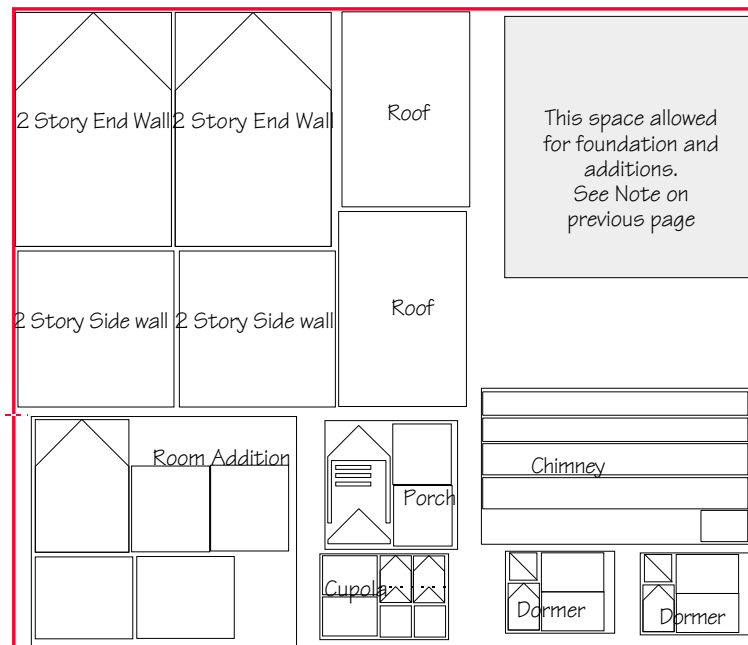 2 Story End Wall
2 Story End Wall
Roof
This space allowed
for foundation and
additions.
See Note on
previous page
2 Story Side wall
2 Story Side wall
Roof
Room Addition
Porch
Chimney
Cupola
Dormer
Dormer